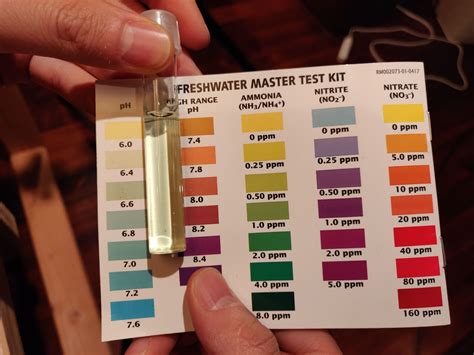 RM002073-01-0417
FRESHWATER MASTER TEST KIT
pH
GH RANGE
pH
AMMONIA
(NH₃/NH₄⁺)
NITRITE
(NO₂⁻)
NITRATE
(NO₃⁻)
6.0 7.4 0 ppm 0 ppm 0 ppm
6.4 7.8 0.25 ppm 0.25 ppm 5.0 ppm
6.6 8.0 0.50 ppm 0.50 ppm 10 ppm
6.8 8.2 1.0 ppm 1.0 ppm 20 ppm
7.0 8.4 2.0 ppm 2.0 ppm 40 ppm
7.2 4.0 ppm 5.0 ppm 80 ppm
7.6 8.0 ppm 160 ppm